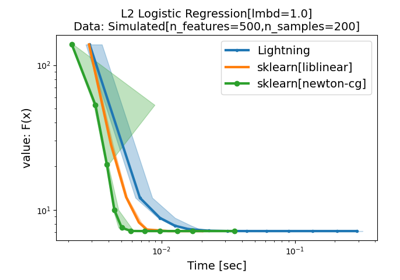 L2 Logistic Regression[lmbd=1.0]
Data: Simulated[n_features=500,n_samples=200]
Lightning
sklearn[liblinear]
sklearn[newton-cg]
value: F(x)
10²
10¹
10⁻²
10⁻¹
Time [sec]